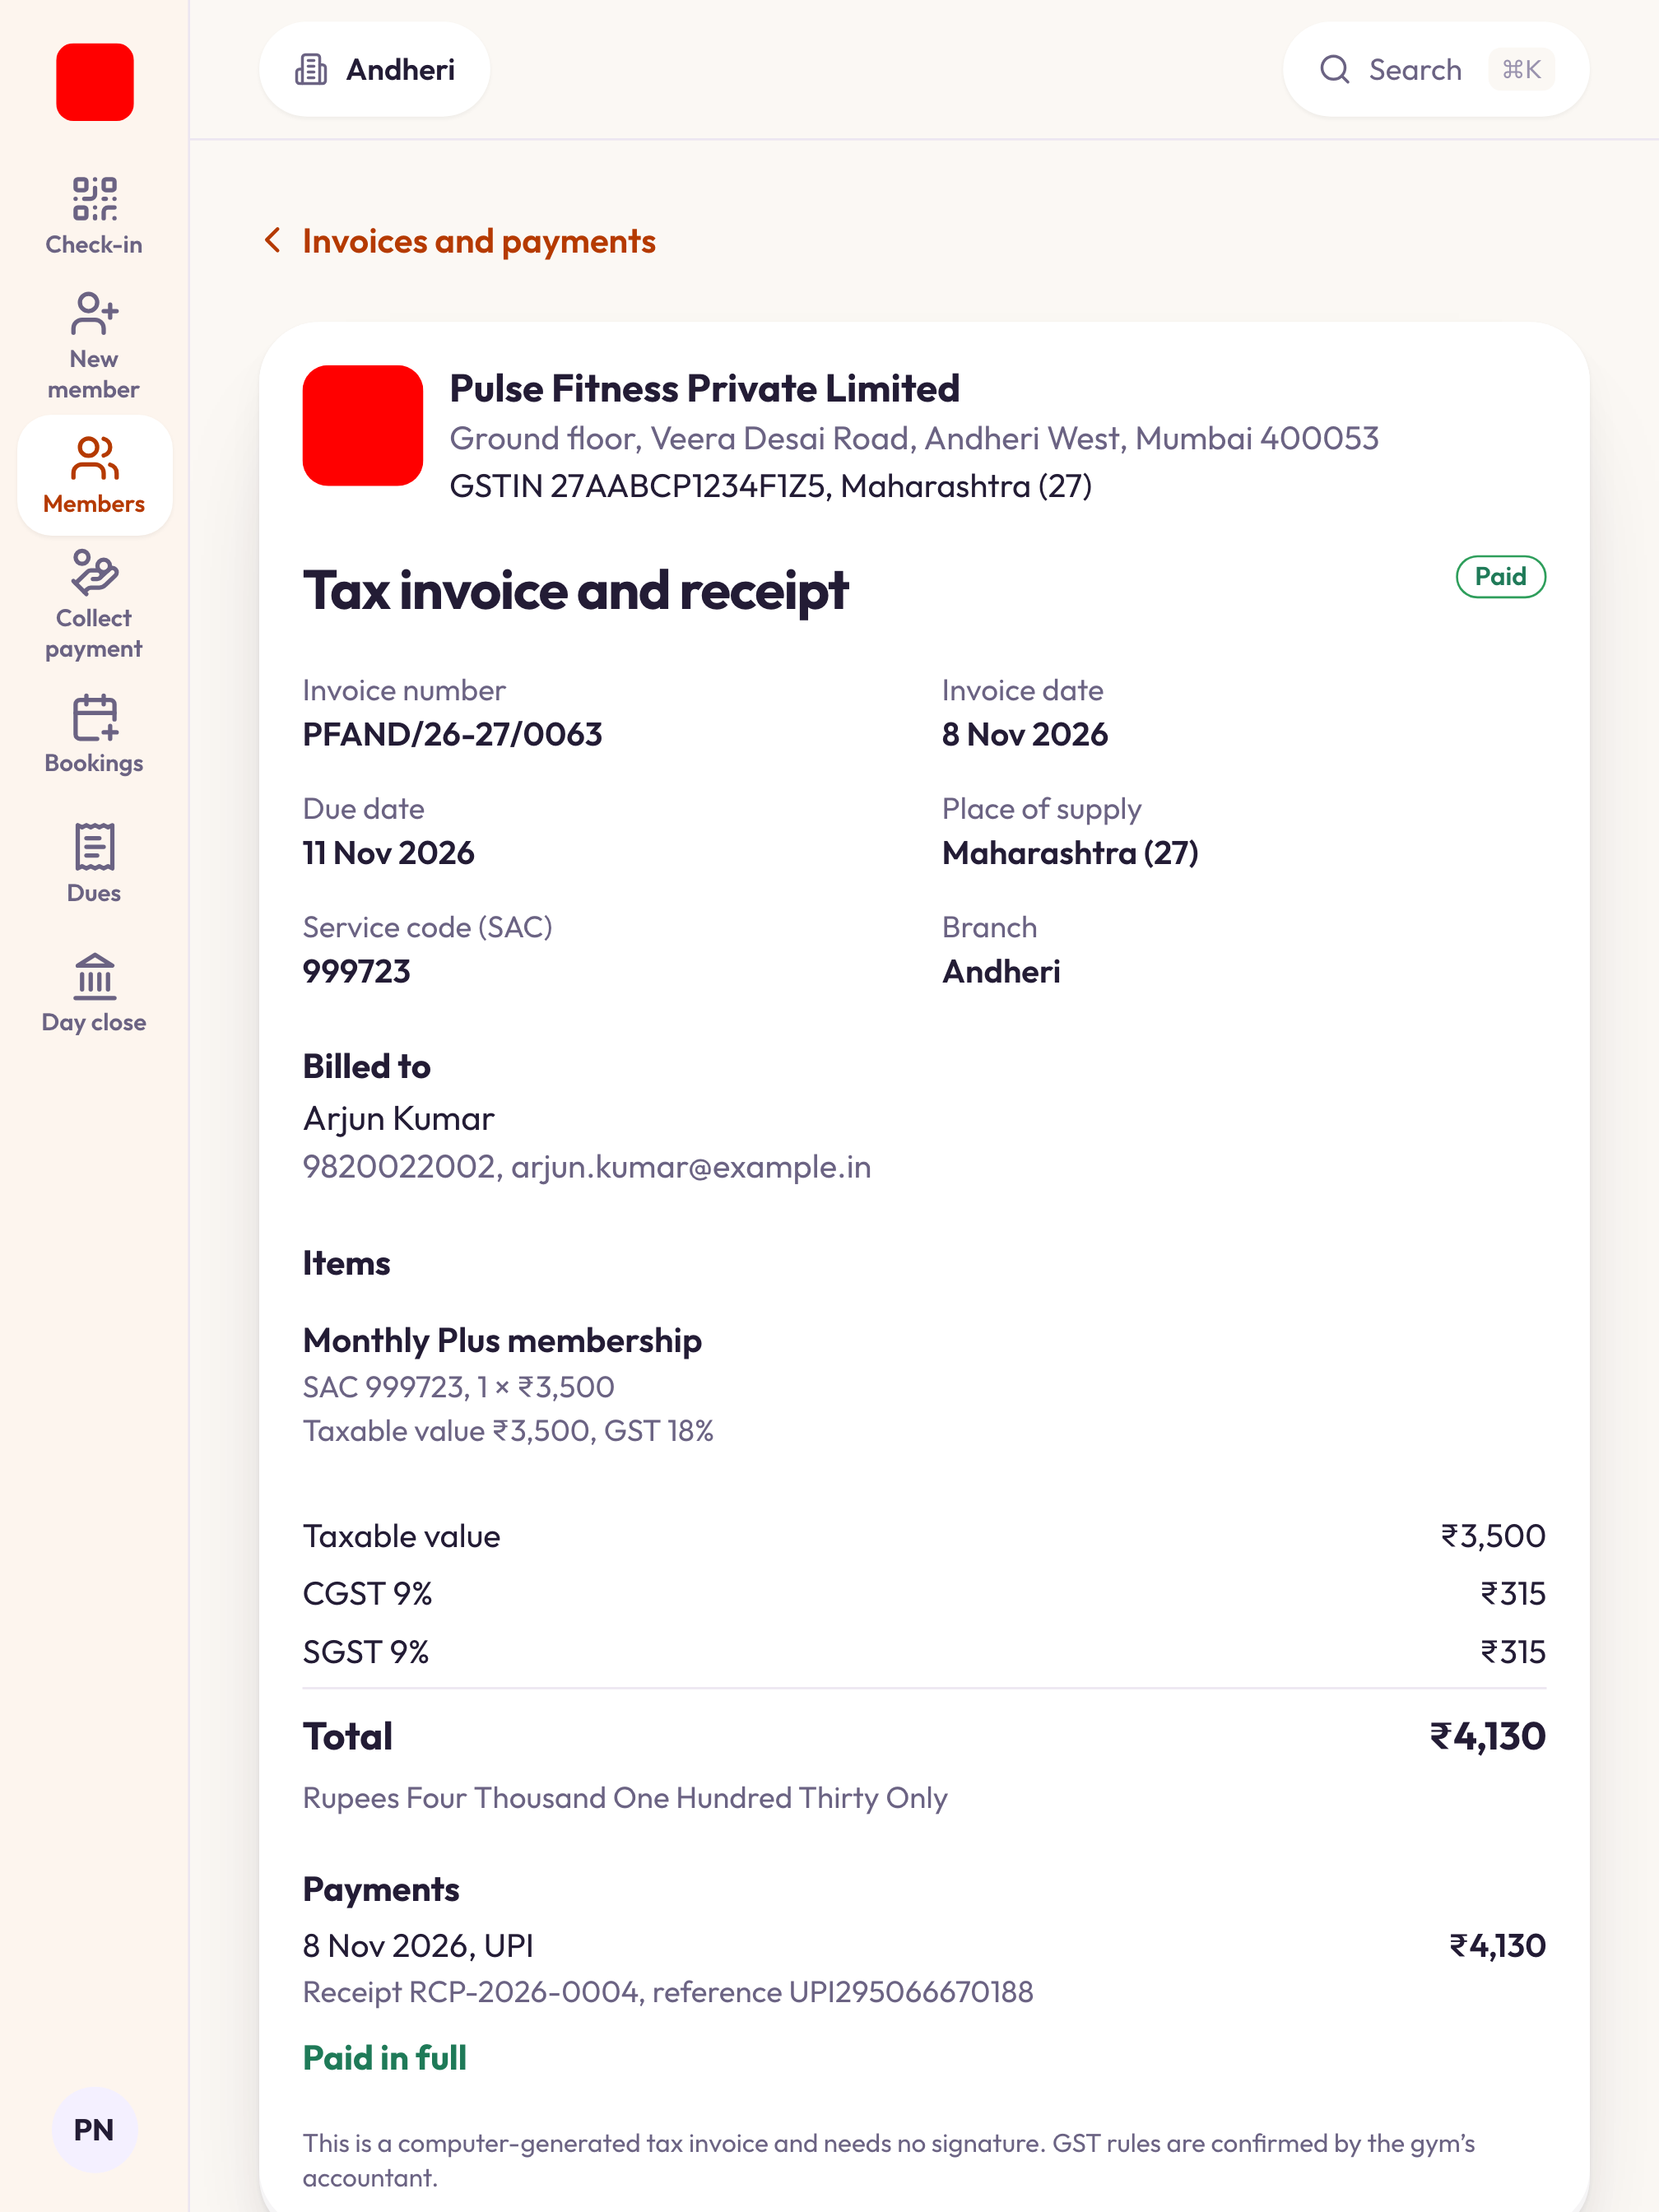 Andheri
Search ⌘K
Check-in
New
member
Members
Collect
payment
Bookings
Dues
Day close
PN
Invoices and payments
Pulse Fitness Private Limited
Ground floor, Veera Desai Road, Andheri West, Mumbai 400053
GSTIN 27AABCP1234F1Z5, Maharashtra (27)
Tax invoice and receipt
Paid
Invoice number
PFAND/26-27/0063
Invoice date
8 Nov 2026
Due date
11 Nov 2026
Place of supply
Maharashtra (27)
Service code (SAC)
999723
Branch
Andheri
Billed to
Arjun Kumar
9820022002, arjun.kumar@example.in
Items
Monthly Plus membership
SAC 999723, 1 × ₹3,500
Taxable value ₹3,500, GST 18%
Taxable value ₹3,500
CGST 9% ₹315
SGST 9% ₹315
Total ₹4,130
Rupees Four Thousand One Hundred Thirty Only
Payments
8 Nov 2026, UPI ₹4,130
Receipt RCP-2026-0004, reference UPI295066670188
Paid in full
This is a computer-generated tax invoice and needs no signature. GST rules are confirmed by the gym’s
accountant.